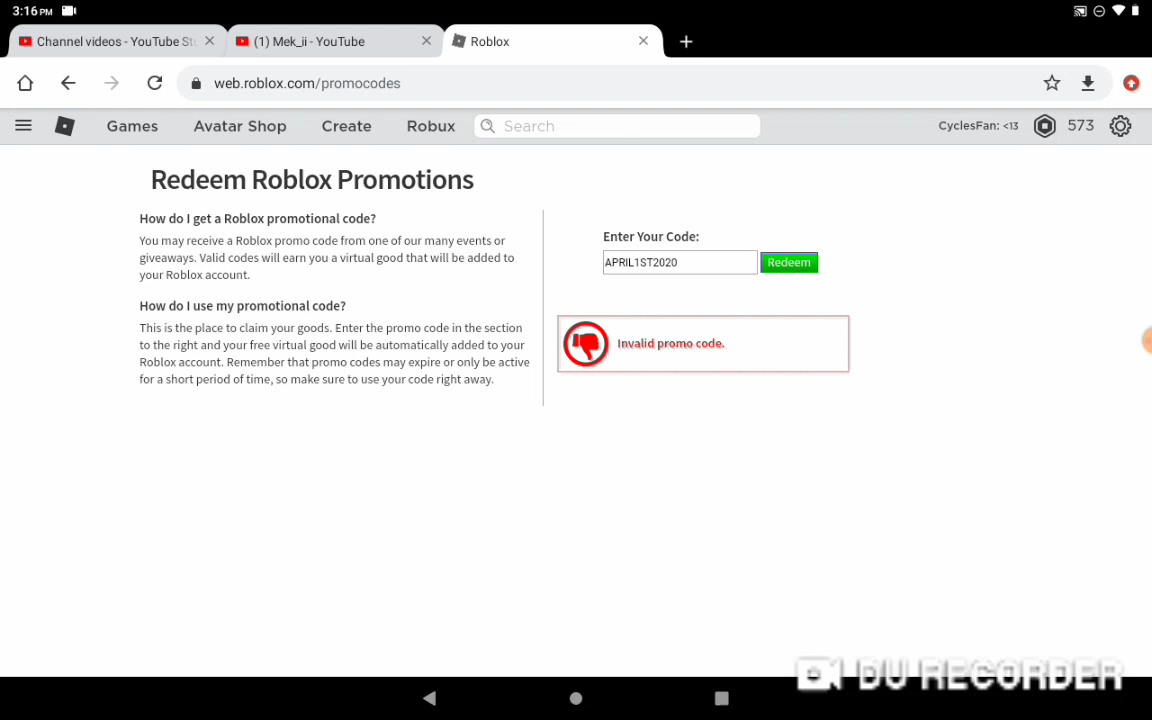 3:16 PM
Channel videos - YouTube St
(1) Mek_ii - YouTube
Roblox
web.roblox.com/promocodes
Games
Avatar Shop
Create
Robux
Search
CyclesFan: <13
573
Redeem Roblox Promotions
How do I get a Roblox promotional code?
You may receive a Roblox promo code from one of our many events or
giveaways. Valid codes will earn you a virtual good that will be added to
your Roblox account.
How do I use my promotional code?
This is the place to claim your goods. Enter the promo code in the section
to the right and your free virtual good will be automatically added to your
Roblox account. Remember that promo codes may expire or only be active
for a short period of time, so make sure to use your code right away.
Enter Your Code:
APRIL1ST2020
Redeem
Invalid promo code.
DU RECORDER